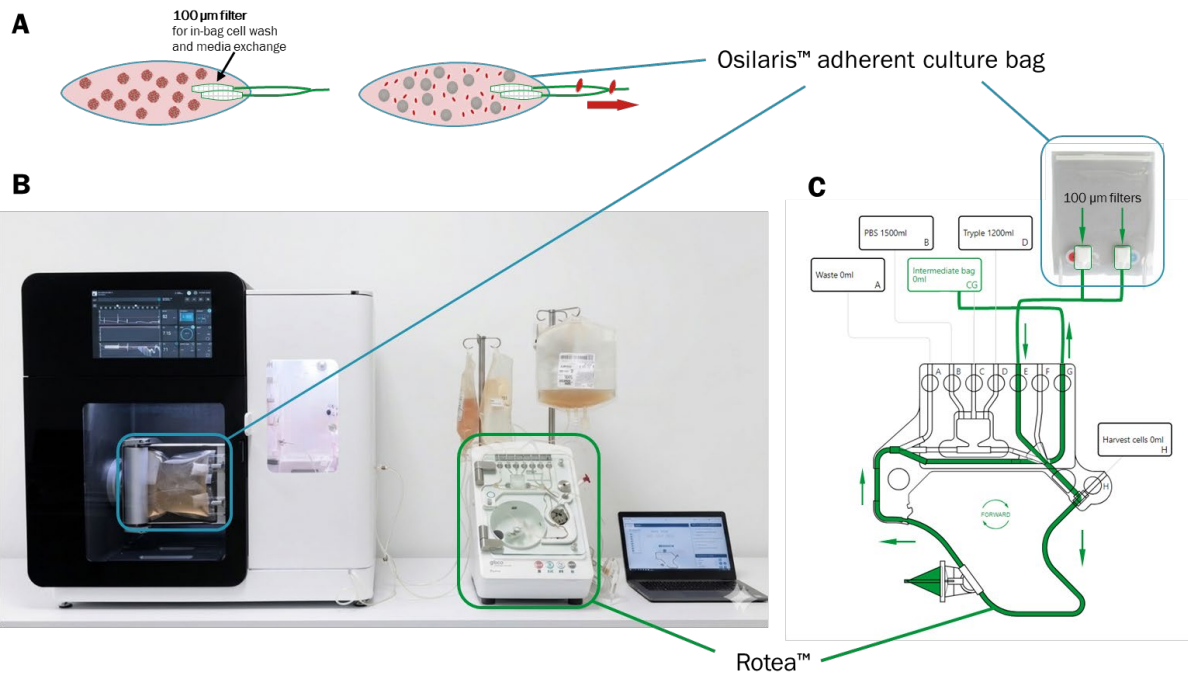 A
100 µm filter
for in-bag cell wash
and media exchange
Osilaris™ adherent culture bag
B
C
100 µm filters
PBS 1500ml
B
Tryple 1200ml
D
Waste 0ml
A
Intermediate bag
0ml
CG
A
B
C
D
E
F
G
Harvest cells 0ml
H
H
FORWARD
Rotea™